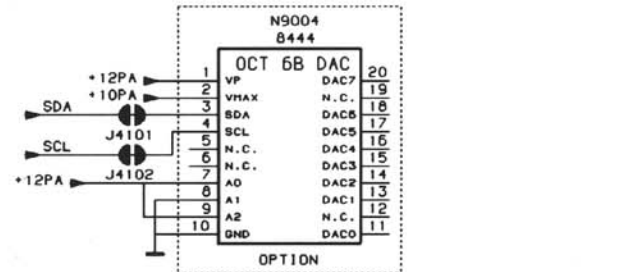 N9004
8444
OCT 6B DAC
+12PA 1 VP DAC7 20
+10PA 2 VMAX N.C. 19
SDA 3 SDA DAC6 18
J4101 4 SCL DAC5 17
SCL 5 N.C. DAC4 16
6 N.C. DAC3 15
J4102
+12PA 7 A0 DAC2 14
8 A1 DAC1 13
9 A2 N.C. 12
10 GND DAC0 11
OPTION